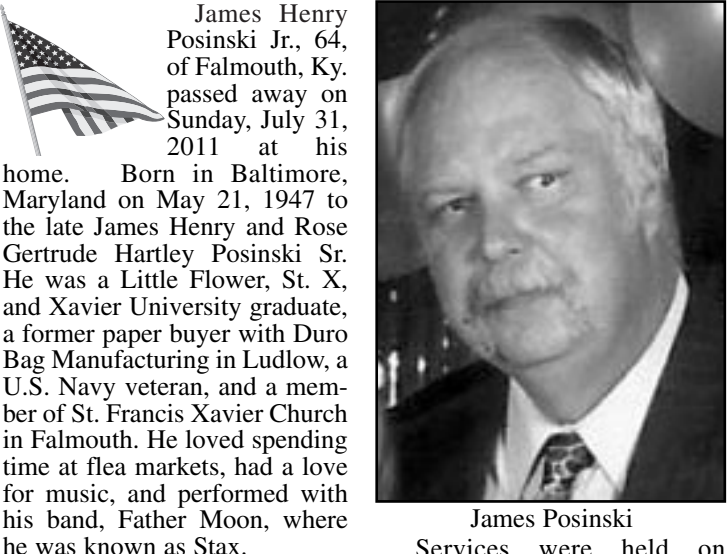 James Henry
Posinski Jr., 64,
of Falmouth, Ky.
passed away on
Sunday, July 31,
2011 at his
home. Born in Baltimore,
Maryland on May 21, 1947 to
the late James Henry and Rose
Gertrude Hartley Posinski Sr.
He was a Little Flower, St. X,
and Xavier University graduate,
a former paper buyer with Duro
Bag Manufacturing in Ludlow, a
U.S. Navy veteran, and a mem-
ber of St. Francis Xavier Church
in Falmouth. He loved spending
time at flea markets, had a love
for music, and performed with
his band, Father Moon, where
he was known as Stax.
James Posinski
Services were held on